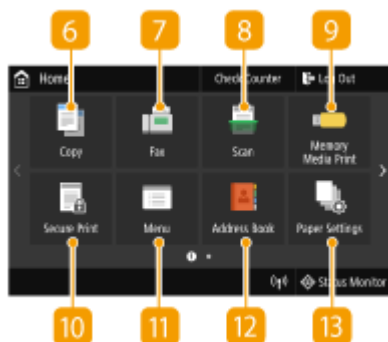 6 7 8 9
Home Check Counter Log Out
Copy Fax Scan Memory Media Print
Secure Print Menu Address Book Paper Settings
Status Monitor
10 11 12 13